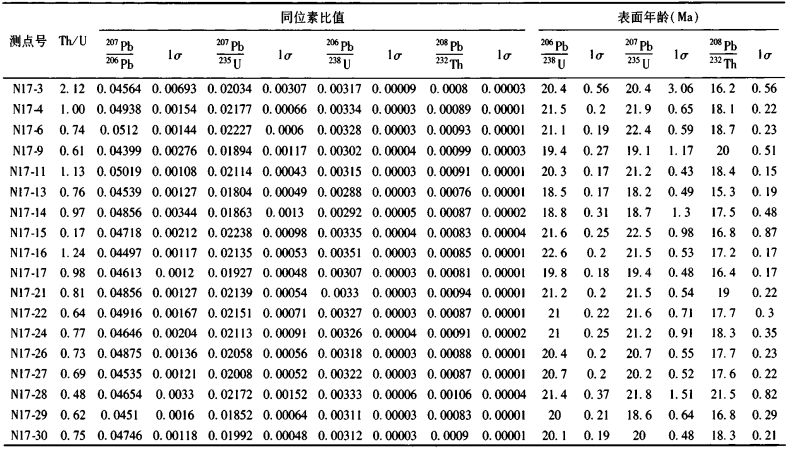 同位素比值 表面年龄(Ma)
测点号 Th/U 207Pb/206Pb 1σ 207Pb/235U 1σ 206Pb/238U 1σ 208Pb/232Th 1σ 206Pb/238U 1σ 207Pb/235U 1σ 208Pb/232Th 1σ
N17-3 2.12 0.04564 0.00693 0.02034 0.00307 0.00317 0.00009 0.0008 0.00003 20.4 0.56 20.4 3.06 16.2 0.56
N17-4 1.00 0.04938 0.00154 0.02177 0.00066 0.00334 0.00003 0.00089 0.00001 21.5 0.2 21.9 0.65 18.1 0.22
N17-6 0.74 0.0512 0.00144 0.02227 0.0006 0.00328 0.00003 0.00093 0.00001 21.1 0.19 22.4 0.59 18.7 0.23
N17-9 0.61 0.04399 0.00276 0.01894 0.00117 0.00302 0.00004 0.00099 0.00003 19.4 0.27 19.1 1.17 20 0.51
N17-11 1.13 0.05019 0.00108 0.02114 0.00043 0.00315 0.00003 0.00091 0.00001 20.3 0.17 21.2 0.43 18.4 0.15
N17-13 0.76 0.04539 0.00127 0.01804 0.00049 0.00288 0.00003 0.00076 0.00001 18.5 0.17 18.2 0.49 15.3 0.19
N17-14 0.97 0.04856 0.00344 0.01863 0.0013 0.00292 0.00005 0.00087 0.00002 18.8 0.31 18.7 1.3 17.5 0.48
N17-15 0.17 0.04718 0.00212 0.02238 0.00098 0.00335 0.00004 0.00083 0.00004 21.6 0.25 22.5 0.98 16.8 0.87
N17-16 1.24 0.04497 0.00117 0.02135 0.00053 0.00351 0.00003 0.00085 0.00001 22.6 0.2 21.5 0.53 17.2 0.17
N17-17 0.98 0.04613 0.0012 0.01927 0.00048 0.00307 0.00003 0.00081 0.00001 19.8 0.18 19.4 0.48 16.4 0.17
N17-21 0.81 0.04856 0.00127 0.02139 0.00054 0.0033 0.00003 0.00094 0.00001 21.2 0.2 21.5 0.54 19 0.22
N17-22 0.64 0.04916 0.00167 0.02151 0.00071 0.00327 0.00003 0.00087 0.00001 21 0.22 21.6 0.71 17.7 0.3
N17-24 0.77 0.04646 0.00204 0.02113 0.00091 0.00326 0.00004 0.00091 0.00002 21 0.25 21.2 0.91 18.3 0.35
N17-26 0.73 0.04875 0.00136 0.02058 0.00056 0.00318 0.00003 0.00088 0.00001 20.4 0.2 20.7 0.55 17.7 0.23
N17-27 0.69 0.04535 0.00121 0.02008 0.00052 0.00322 0.00003 0.00087 0.00001 20.7 0.2 20.2 0.52 17.6 0.22
N17-28 0.48 0.04654 0.0033 0.02172 0.00152 0.00333 0.00006 0.00106 0.00004 21.4 0.37 21.8 1.51 21.5 0.82
N17-29 0.62 0.0451 0.0016 0.01852 0.00064 0.00311 0.00003 0.00083 0.00001 20 0.21 18.6 0.64 16.8 0.29
N17-30 0.75 0.04746 0.00118 0.01992 0.00048 0.00312 0.00003 0.0009 0.00001 20.1 0.19 20 0.48 18.3 0.21